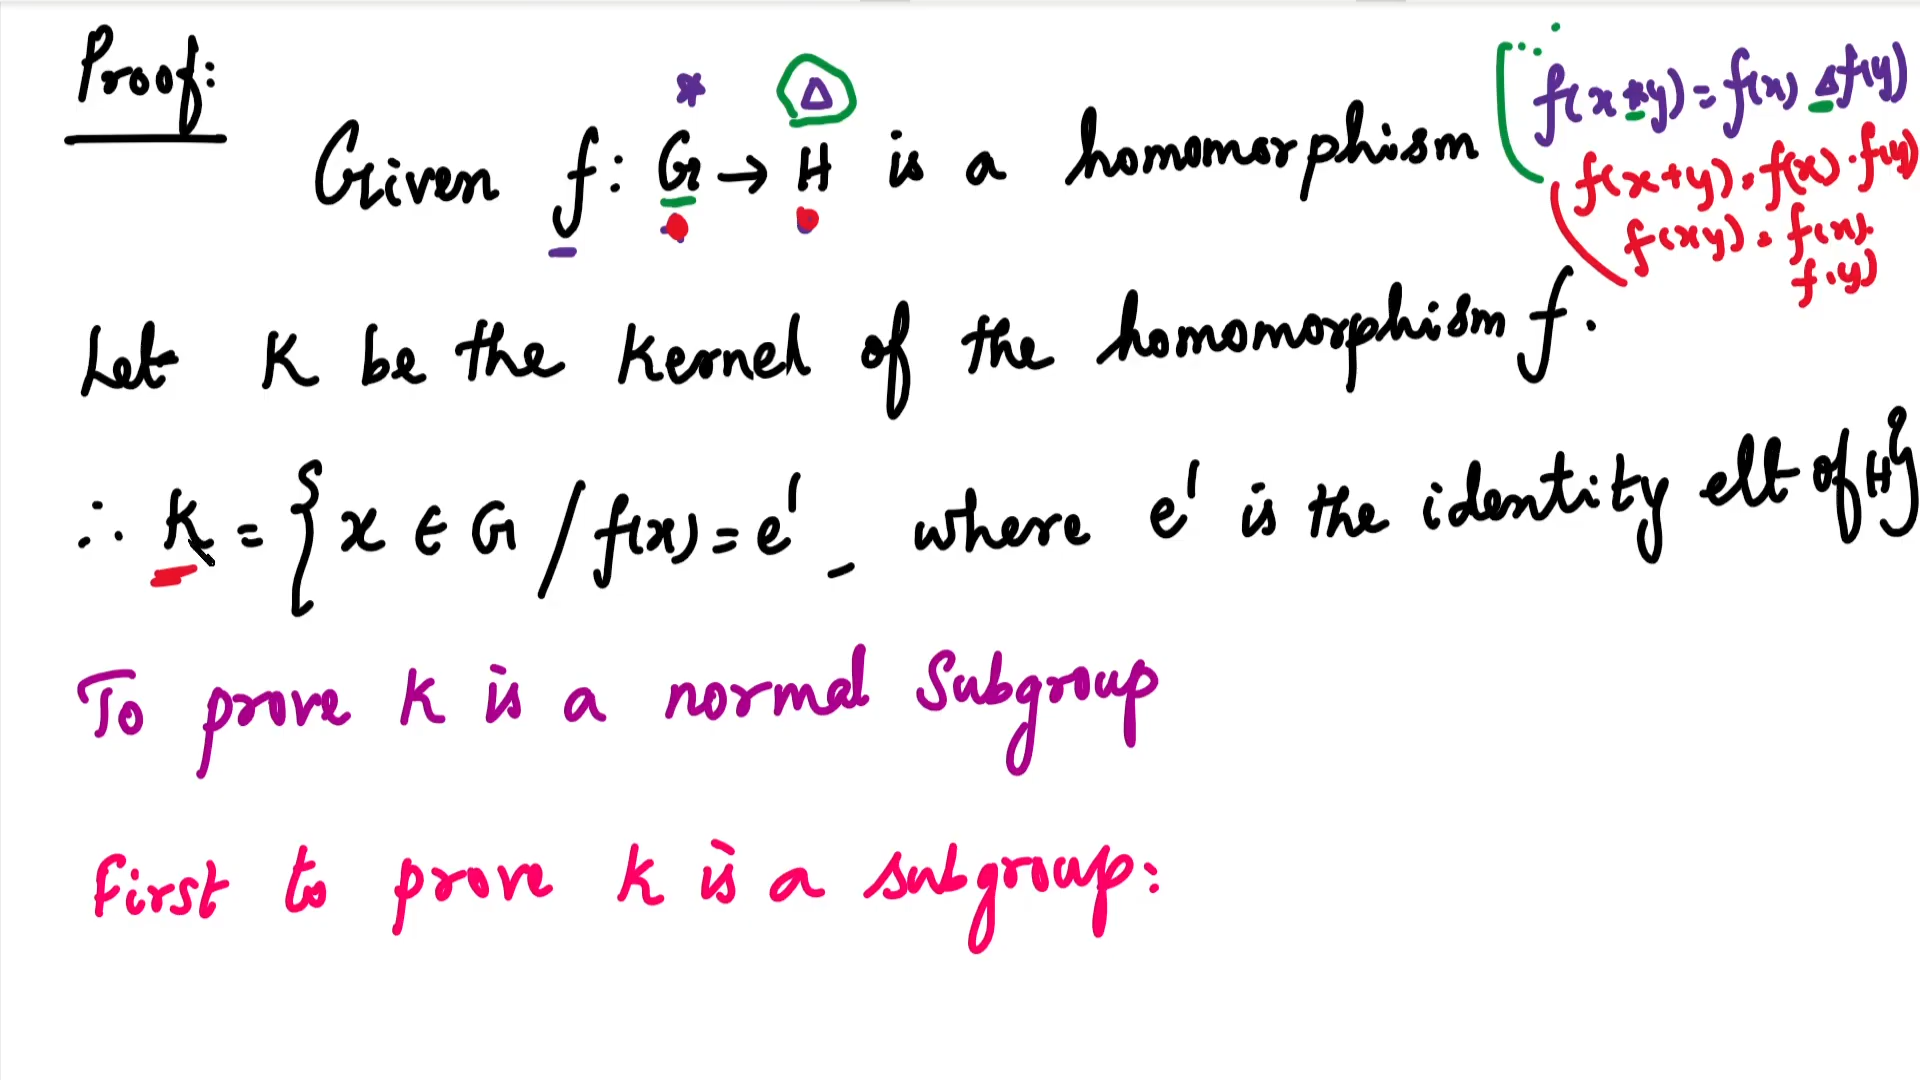 Proof:
* Δ
Given f: G → H is a homomorphism
f(x*y) = f(x) Δ f(y)
f(x+y) = f(x) · f(y)
f(xy) = f(x).
f(y)
Let K be the Kernel of the homomorphism f.
∴ K = { x ∈ G / f(x) = e' , where e' is the identity elt of H}
To prove K is a normal Subgroup
First to prove K is a subgroup: